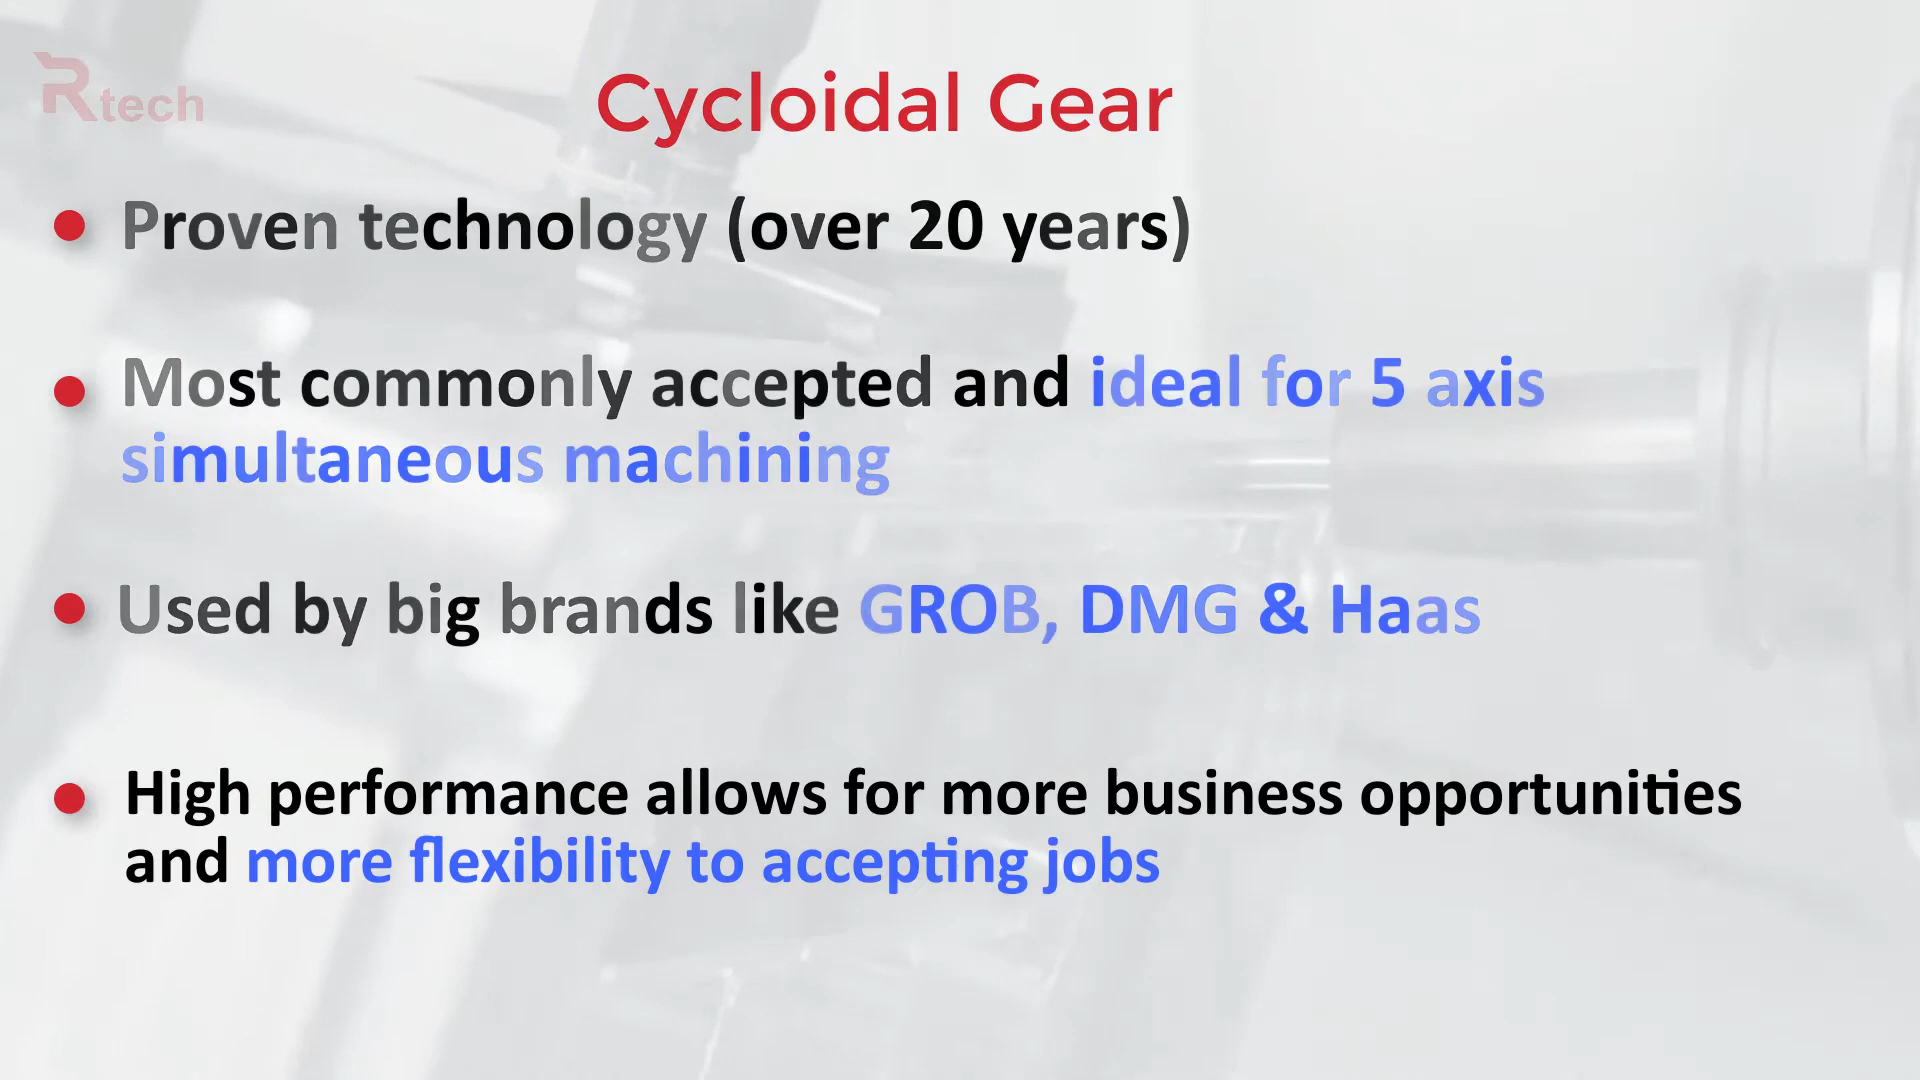 Rtech
Cycloidal Gear
Proven technology (over 20 years)
Most commonly accepted and ideal for 5 axis
simultaneous machining
Used by big brands like GROB, DMG & Haas
High performance allows for more business opportunities
and more flexibility to accepting jobs